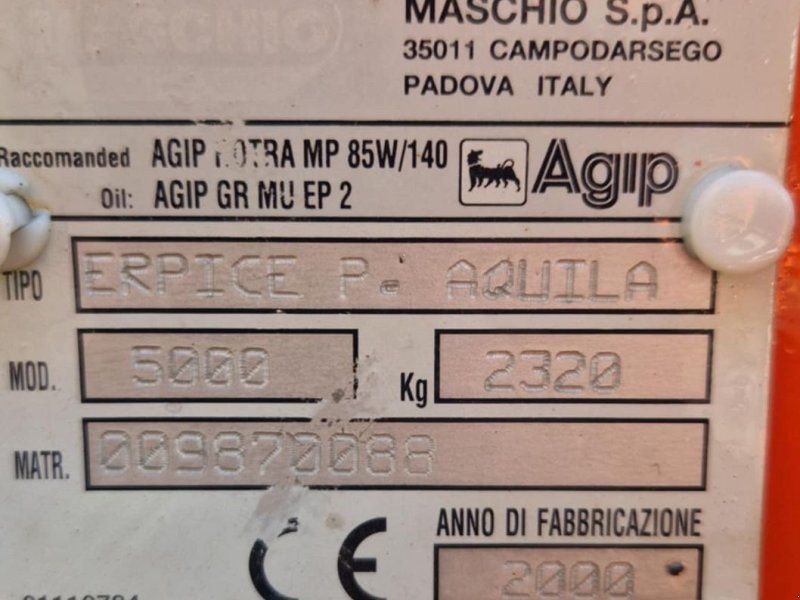 MASCHIO S.p.A.
35011 CAMPODARSEGO
PADOVA ITALY
Raccomanded AGIP ROTRA MP 85W/140
Oil: AGIP GR MU EP 2
Agip
TIPO ERPICE P. AQUILA
MOD. 5000 Kg 2320
MATR. 009870088
CE ANNO DI FABBRICAZIONE
2000